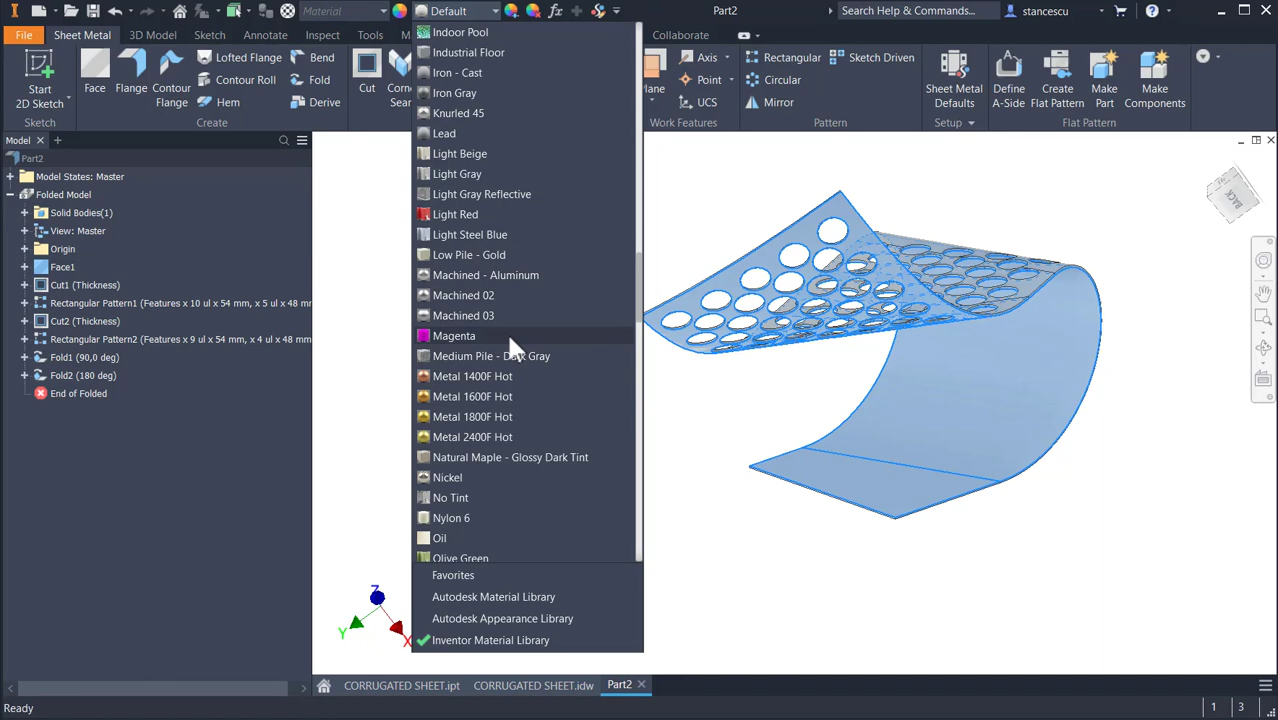 Material
Default
Part2
Search Help & Commands...
stancescu
File
Sheet Metal
3D Model
Sketch
Annotate
Inspect
Tools
Collaborate
Start
2D Sketch
Face
Flange
Contour
Flange
Lofted Flange
Contour Roll
Hem
Bend
Fold
Derive
Cut
Axis
Point
UCS
Rectangular
Circular
Mirror
Sketch Driven
Sheet Metal
Defaults
Define
A-Side
Create
Flat Pattern
Make
Part
Make
Components
Sketch
Create
Work Features
Pattern
Setup
Flat Pattern
Model
Part2
Model States: Master
Folded Model
Solid Bodies(1)
View: Master
Origin
Face1
Cut1 (Thickness)
Rectangular Pattern1 (Features x 10 ul x 54 mm, x 5 ul x 48 mm
Cut2 (Thickness)
Rectangular Pattern2 (Features x 9 ul x 54 mm, x 4 ul x 48 mm
Fold1 (90,0 deg)
Fold2 (180 deg)
End of Folded
Indoor Pool
Industrial Floor
Iron - Cast
Iron Gray
Knurled 45
Lead
Light Beige
Light Gray
Light Gray Reflective
Light Red
Light Steel Blue
Low Pile - Gold
Machined - Aluminum
Machined 02
Machined 03
Magenta
Medium Pile - Gray
Metal 1400F Hot
Metal 1600F Hot
Metal 1800F Hot
Metal 2400F Hot
Natural Maple - Glossy Dark Tint
Nickel
No Tint
Nylon 6
Oil
Olive Green
Favorites
Autodesk Material Library
Autodesk Appearance Library
Inventor Material Library
BACK
Z
Y
X
CORRUGATED SHEET.ipt
CORRUGATED SHEET.idw
Part2
Ready
1
3